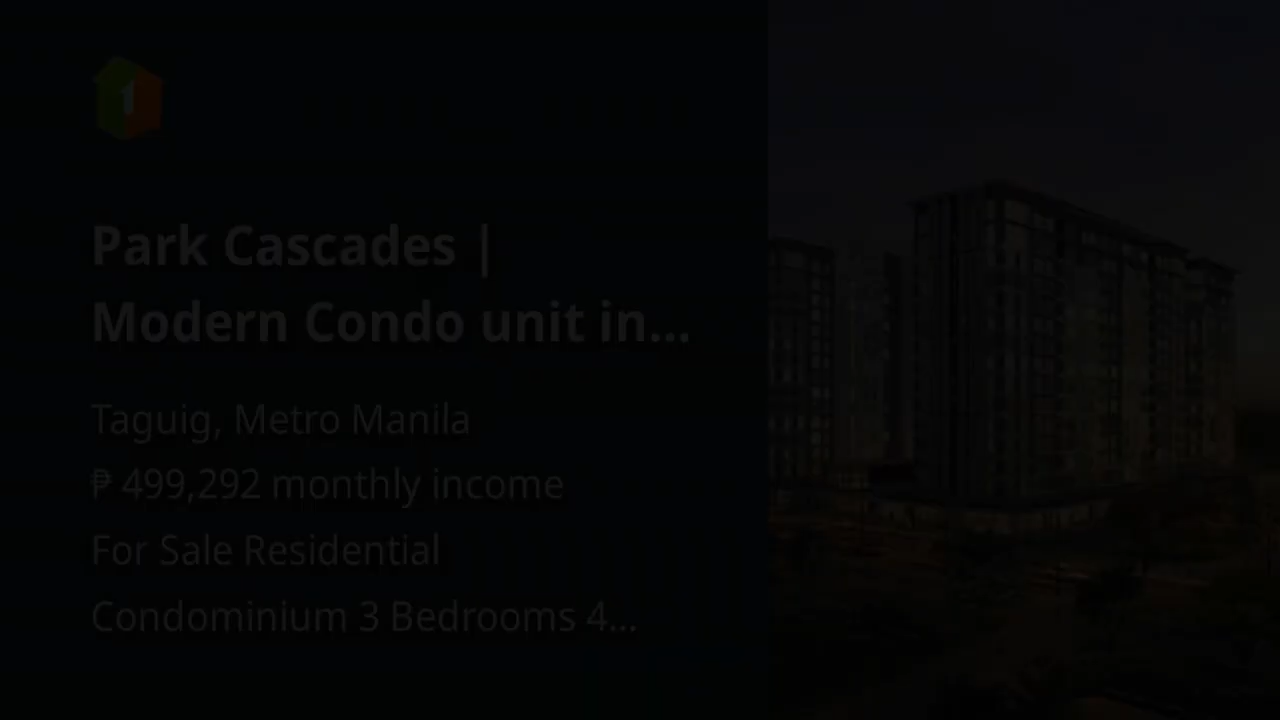 1
Park Cascades |
Modern Condo unit in...
Taguig, Metro Manila
₱ 499,292 monthly income
For Sale Residential
Condominium 3 Bedrooms 4...